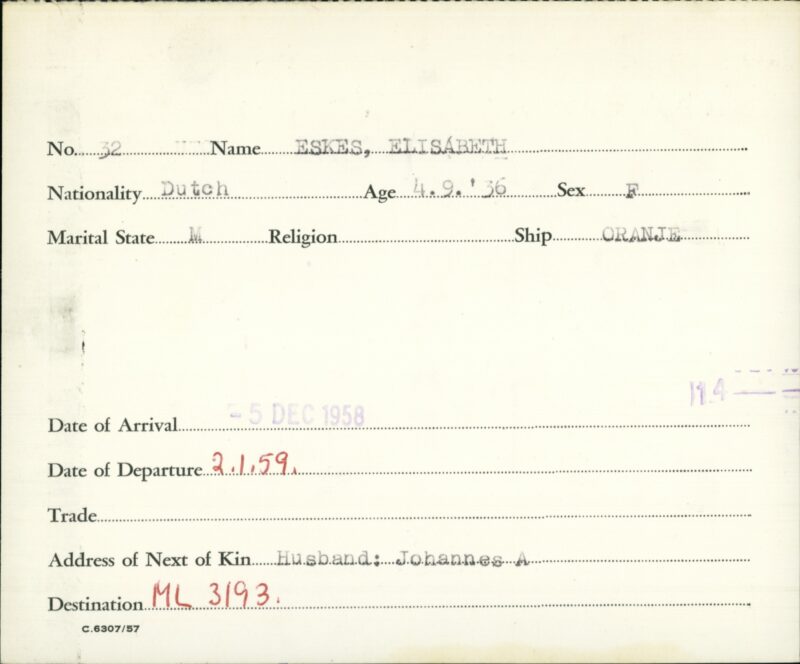 No. 32 Name ESKES, ELISABETH
Nationality Dutch Age 4.9.'36 Sex F
Marital State M Religion Ship ORANJE
Date of Arrival -5 DEC 1958
Date of Departure 2.1.59.
Trade
Address of Next of Kin Husband: Johannes A
Destination ML 3193.
C.6307/57